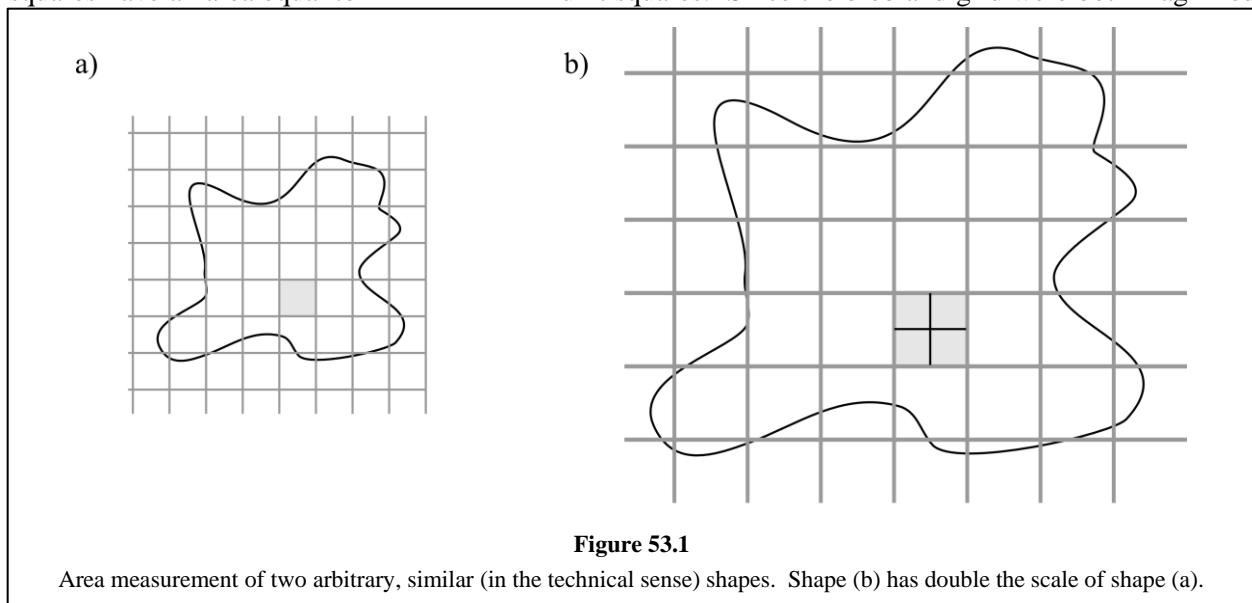 a)
b)
Figure 53.1
Area measurement of two arbitrary, similar (in the technical sense) shapes. Shape (b) has double the scale of shape (a).